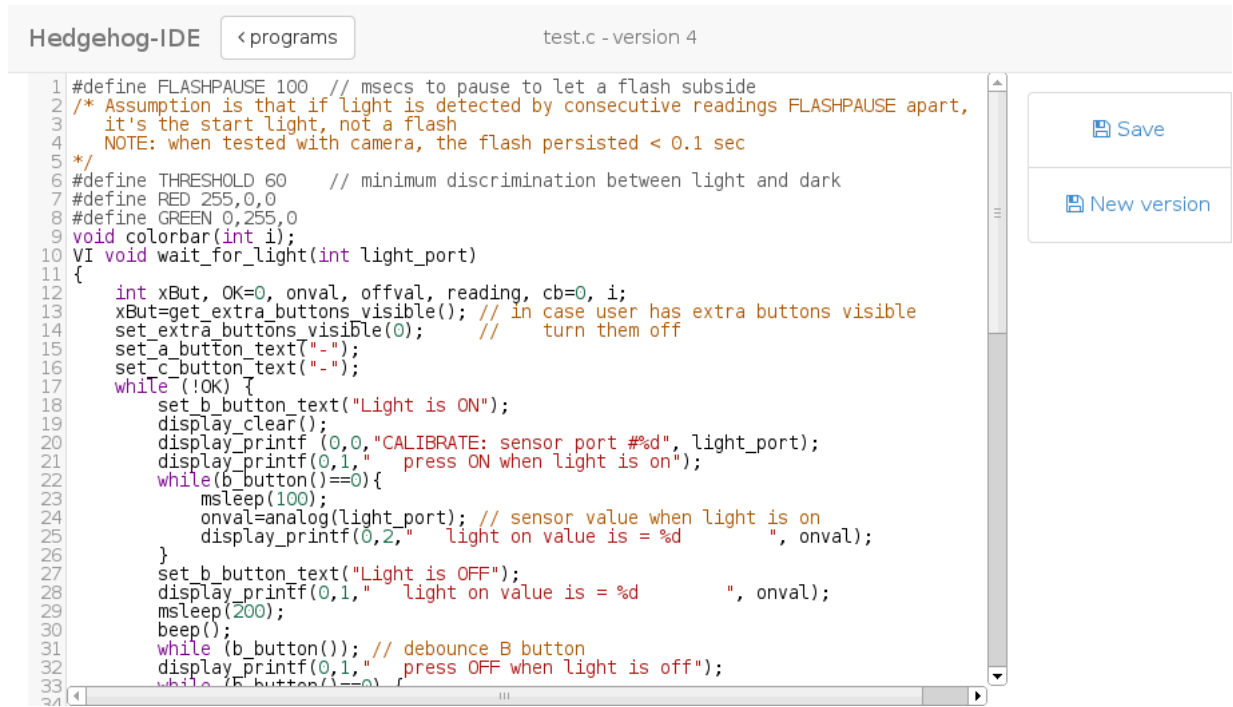 Hedgehog-IDE
‹ programs
test.c - version 4
1 #define FLASHPAUSE 100  // msecs to pause to let a flash subside
2 /* Assumption is that if light is detected by consecutive readings FLASHPAUSE apart,
3    it's the start light, not a flash
4    NOTE: when tested with camera, the flash persisted < 0.1 sec
5 */
6 #define THRESHOLD 60    // minimum discrimination between light and dark
7 #define RED 255,0,0
8 #define GREEN 0,255,0
9 void colorbar(int i);
10 VI void wait_for_light(int light_port)
11 {
12     int xBut, OK=0, onval, offval, reading, cb=0, i;
13     xBut=get_extra_buttons_visible(); // in case user has extra buttons visible
14     set_extra_buttons_visible(0);     //    turn them off
15     set_a_button_text("-");
16     set_c_button_text("-");
17     while (!OK) {
18         set_b_button_text("Light is ON");
19         display_clear();
20         display_printf (0,0,"CALIBRATE: sensor port #%d", light_port);
21         display_printf(0,1,"   press ON when light is on");
22         while(b_button()==0){
23             msleep(100);
24             onval=analog(light_port); // sensor value when light is on
25             display_printf(0,2,"   light on value is = %d        ", onval);
26         }
27         set_b_button_text("Light is OFF");
28         display_printf(0,1,"   light on value is = %d        ", onval);
29         msleep(200);
30         beep();
31         while (b_button()); // debounce B button
32         display_printf(0,1,"   press OFF when light is off");
33         while (b_button()==0) {
34
Save
New version